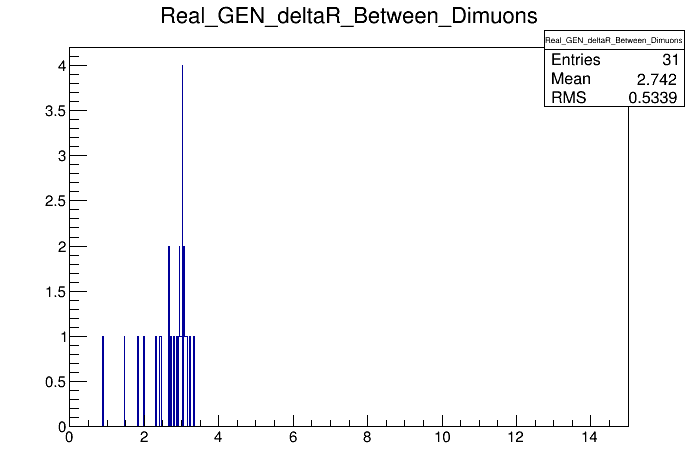 Real_GEN_deltaR_Between_Dimuons
Real_GEN_deltaR_Between_Dimuons
Entries 31
Mean 2.742
RMS 0.5339
4
3.5
3
2.5
2
1.5
1
0.5
0
0 2 4 6 8 10 12 14